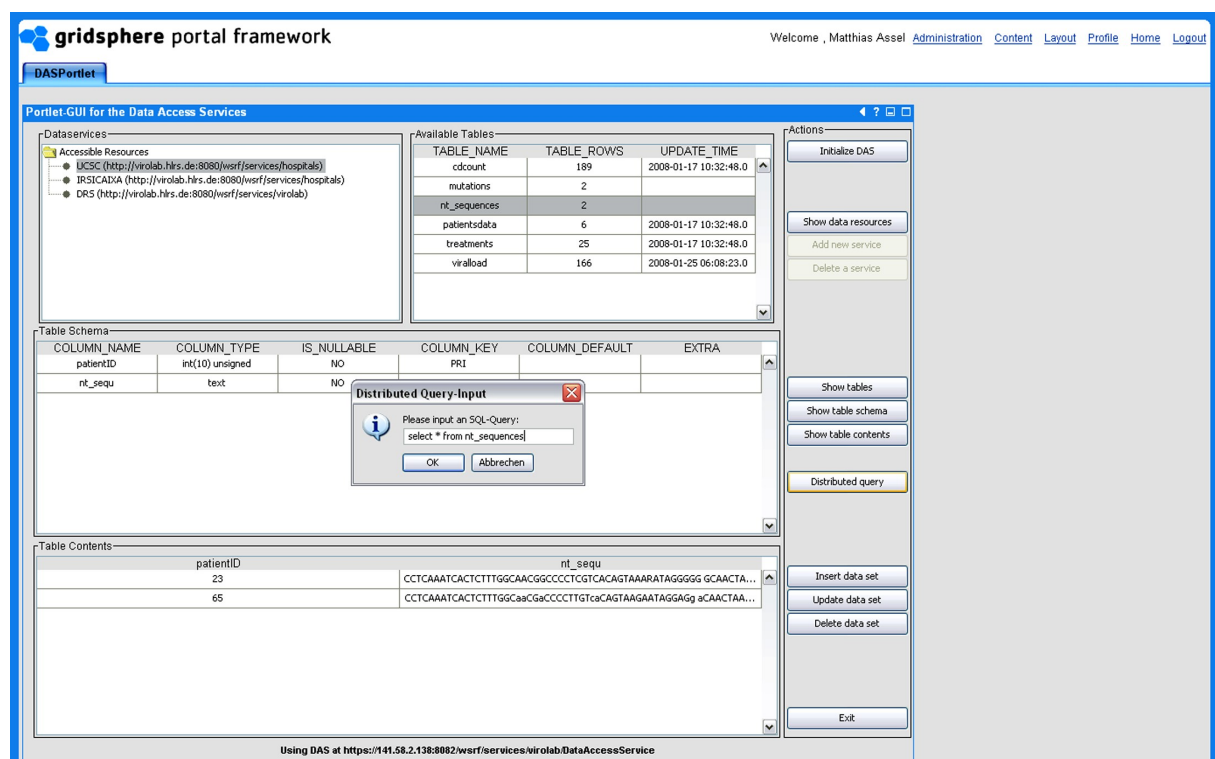 gridsphere portal framework
Welcome , Matthias Assel Administration Content Layout Profile Home Logout
DASPortlet
Portlet-GUI for the Data Access Services
Dataservices
Accessible Resources
UCSC (http://virolab.hlrs.de:8080/wsrf/services/hospitals)
IRSICAIXA (http://virolab.hlrs.de:8080/wsrf/services/hospitals)
DRS (http://virolab.hlrs.de:8080/wsrf/services/virolab)
Available Tables
TABLE_NAME TABLE_ROWS UPDATE_TIME
cdcount 189 2008-01-17 10:32:48.0
mutations 2
nt_sequences 2
patientsdata 6 2008-01-17 10:32:48.0
treatments 25 2008-01-17 10:32:48.0
viralload 166 2008-01-25 06:08:23.0
Actions
Initialize DAS
Show data resources
Add new service
Delete a service
Table Schema
COLUMN_NAME COLUMN_TYPE IS_NULLABLE COLUMN_KEY COLUMN_DEFAULT EXTRA
patientID int(10) unsigned NO PRI
nt_sequ text NO
Distributed Query-Input
Please input an SQL-Query:
select * from nt_sequences
OK Abbrechen
Show tables
Show table schema
Show table contents
Distributed query
Table Contents
patientID nt_sequ
23 CCTCAAATCACTCTTTGGCAACGGCCCCTCGTCACAGTAAARATAGGGGG GCAACTA...
65 CCTCAAATCACTCTTTGGCaaCGaCCCCTTGTcaCAGTAAGAATAGGAGg aCAACTAA...
Insert data set
Update data set
Delete data set
Exit
Using DAS at https://141.58.2.138:8082/wsrf/services/virolab/DataAccessService